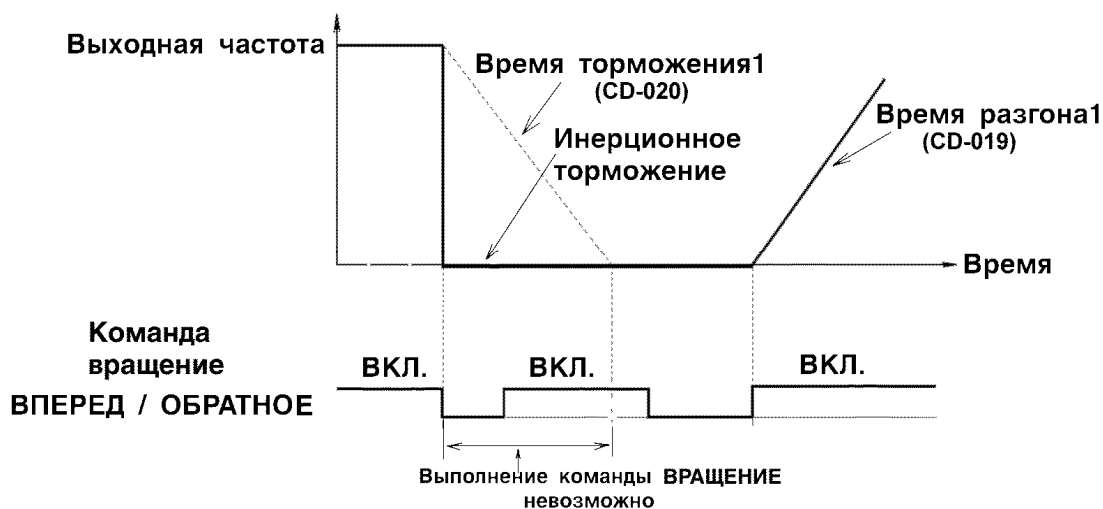 Выходная частота
Время торможения1
(CD-020)
Время разгона1
(CD-019)
Инерционное
торможение
Время
Команда
вращение
ВПЕРЕД / ОБРАТНОЕ
ВКЛ.
ВКЛ.
ВКЛ.
Выполнение команды ВРАЩЕНИЕ
невозможно